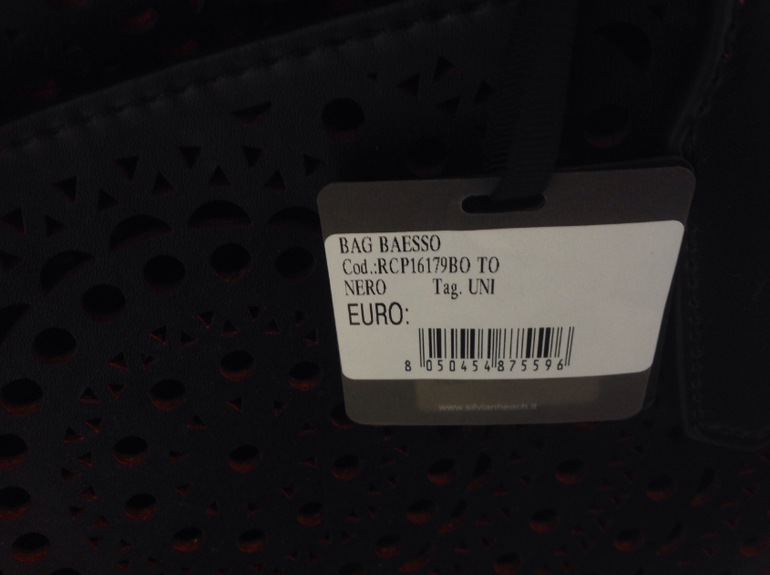 BAG BAESSO
Cod.:RCP16179BO TO
NERO Tag. UNI
EURO:
8 050454 875596
www.silvianheach.it